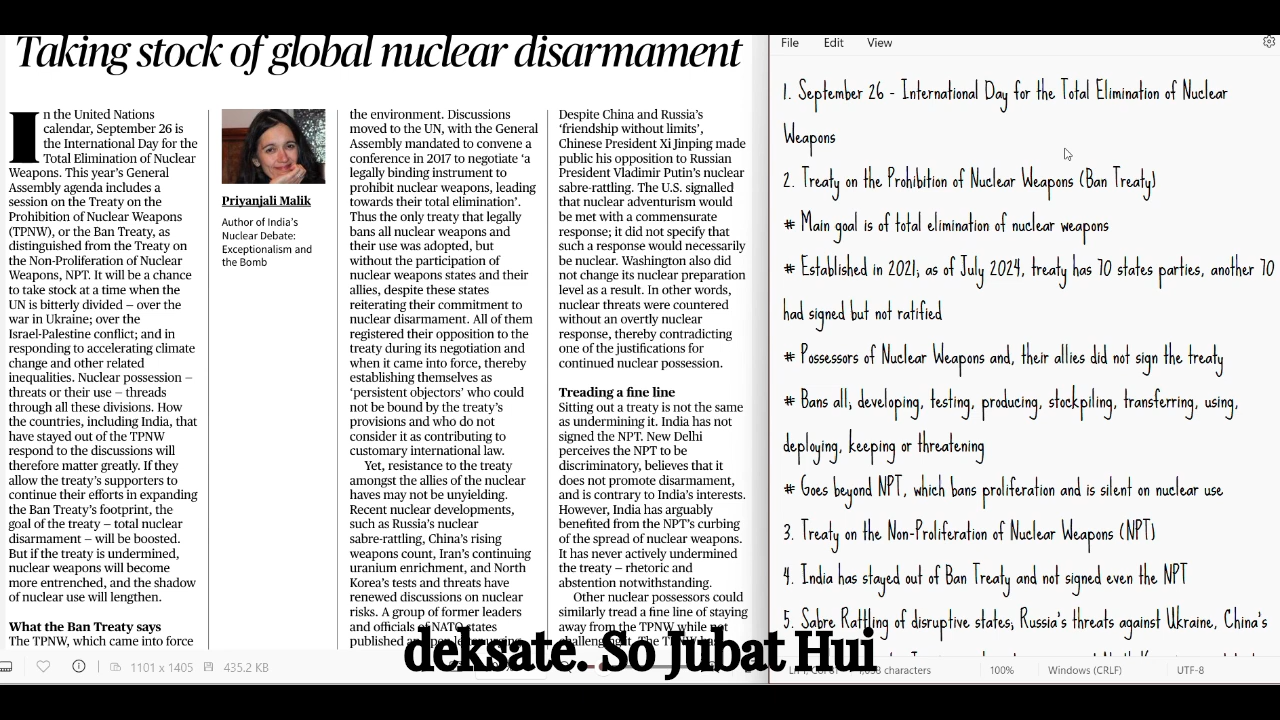 Taking stock of global nuclear disarmament
In the United Nations
calendar, September 26 is
the International Day for the
Total Elimination of Nuclear
Weapons. This year's General
Assembly agenda includes a
session on the Treaty on the
Prohibition of Nuclear Weapons
(TPNW), or the Ban Treaty, as
distinguished from the Treaty on
the Non-Proliferation of Nuclear
Weapons, NPT. It will be a chance
to take stock at a time when the
UN is bitterly divided – over the
war in Ukraine; over the
Israel-Palestine conflict; and in
responding to accelerating climate
change and other related
inequalities. Nuclear possession –
threats or their use – threads
through all these divisions. How
the countries, including India, that
have stayed out of the TPNW
respond to the discussions will
therefore matter greatly. If they
allow the treaty's supporters to
continue their efforts in expanding
the Ban Treaty's footprint, the
goal of the treaty – total nuclear
disarmament – will be boosted.
But if the treaty is undermined,
nuclear weapons will become
more entrenched, and the shadow
of nuclear use will lengthen.
What the Ban Treaty says
The TPNW, which came into force
Priyanjali Malik
Author of India's
Nuclear Debate:
Exceptionalism and
the Bomb
the environment. Discussions
moved to the UN, with the General
Assembly mandated to convene a
conference in 2017 to negotiate 'a
legally binding instrument to
prohibit nuclear weapons, leading
towards their total elimination'.
Thus the only treaty that legally
bans all nuclear weapons and
their use was adopted, but
without the participation of
nuclear weapons states and their
allies, despite these states
reiterating their commitment to
nuclear disarmament. All of them
registered their opposition to the
treaty during its negotiation and
when it came into force, thereby
establishing themselves as
'persistent objectors' who could
not be bound by the treaty's
provisions and who do not
consider it as contributing to
customary international law.
Yet, resistance to the treaty
amongst the allies of the nuclear
haves may not be unyielding.
Recent nuclear developments,
such as Russia's nuclear
sabre-rattling, China's rising
weapons count, Iran's continuing
uranium enrichment, and North
Korea's tests and threats have
renewed discussions on nuclear
risks. A group of former leaders
and officials of NATO states
published an open
Despite China and Russia's
'friendship without limits',
Chinese President Xi Jinping made
public his opposition to Russian
President Vladimir Putin's nuclear
sabre-rattling. The U.S. signalled
that nuclear adventurism would
be met with a commensurate
response; it did not specify that
such a response would necessarily
be nuclear. Washington also did
not change its nuclear preparation
level as a result. In other words,
nuclear threats were countered
without an overtly nuclear
response, thereby contradicting
one of the justifications for
continued nuclear possession.
Treading a fine line
Sitting out a treaty is not the same
as undermining it. India has not
signed the NPT. New Delhi
perceives the NPT to be
discriminatory, believes that it
does not promote disarmament,
and is contrary to India's interests.
However, India has arguably
benefited from the NPT's curbing
of the spread of nuclear weapons.
It has never actively undermined
the treaty – rhetoric and
abstention notwithstanding.
Other nuclear possessors could
similarly tread a fine line of staying
away from the TPNW while not
The
1101 x 1405 435.2 KB
File Edit View
1. September 26 - International Day for the Total Elimination of Nuclear
Weapons
2. Treaty on the Prohibition of Nuclear Weapons (Ban Treaty)
# Main goal is of total elimination of nuclear weapons
# Established in 2021; as of July 2024, treaty has 70 states parties, another 70
had signed but not ratified
# Possessors of Nuclear Weapons and, their allies did not sign the treaty
# Bans all; developing, testing, producing, stockpiling, transferring, using,
deploying, keeping or threatening
# Goes beyond NPT, which bans proliferation and is silent on nuclear use
3. Treaty on the Non-Proliferation of Nuclear Weapons (NPT)
4. India has stayed out of Ban Treaty and not signed even the NPT
5. Sabre Rattling of disruptive states; Russia's threats against Ukraine, China's
characters 100% Windows (CRLF) UTF-8
deksate. So Jubat Hui